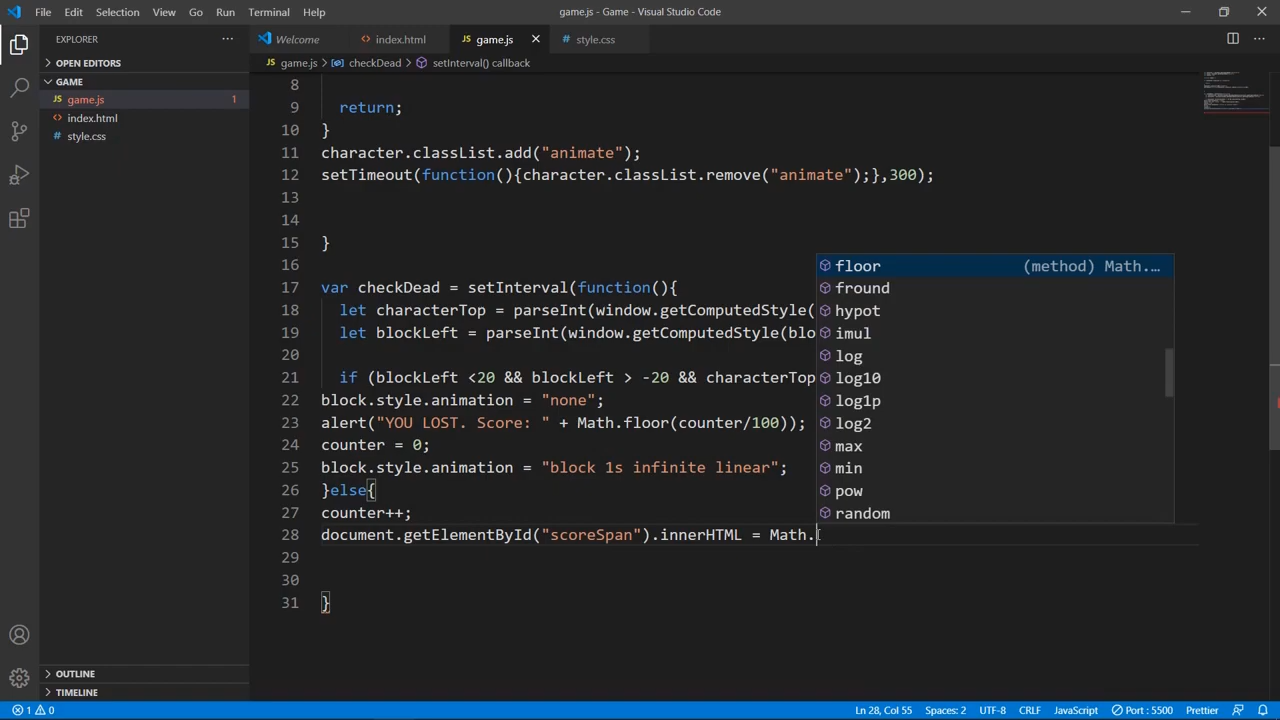 File Edit Selection View Go Run Terminal Help
game.js - Game - Visual Studio Code
EXPLORER
Welcome
index.html
JS game.js
# style.css
OPEN EDITORS
JS game.js > checkDead > setInterval() callback
GAME
JS game.js 1
index.html
# style.css
8
9 return;
10 }
11 character.classList.add("animate");
12 setTimeout(function(){character.classList.remove("animate");},300);
13
14
15 }
16
17 var checkDead = setInterval(function(){
18 let characterTop = parseInt(window.getComputedStyle(
19 let blockLeft = parseInt(window.getComputedStyle(blo
20
21 if (blockLeft <20 && blockLeft > -20 && characterTop
22 block.style.animation = "none";
23 alert("YOU LOST. Score: " + Math.floor(counter/100));
24 counter = 0;
25 block.style.animation = "block 1s infinite linear";
26 }else{
27 counter++;
28 document.getElementById("scoreSpan").innerHTML = Math.
29
30
31 }
floor (method) Math.…
fround
hypot
imul
log
log10
log1p
log2
max
min
pow
random
OUTLINE
TIMELINE
1 0
Ln 28, Col 55 Spaces: 2 UTF-8 CRLF JavaScript Port : 5500 Prettier